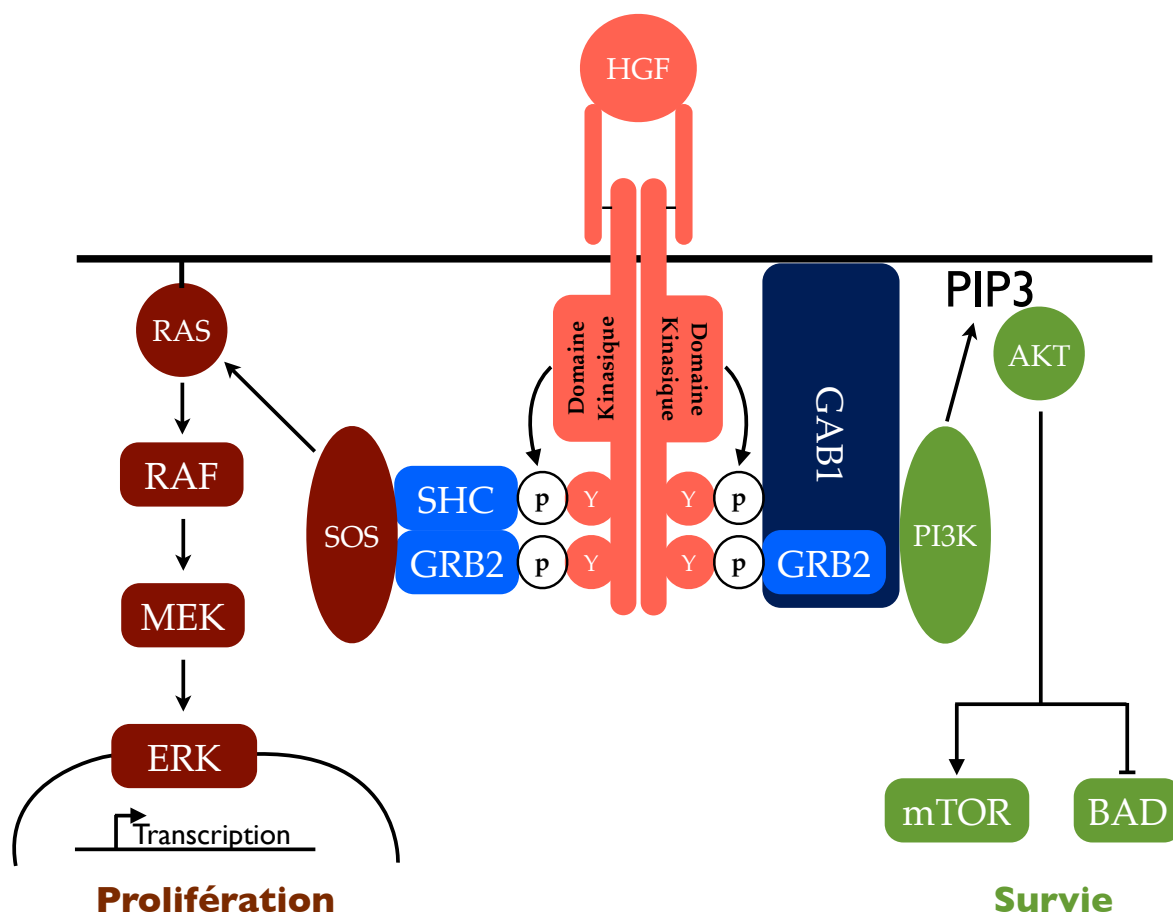 HGF
PIP3
RAS
AKT
Domaine
Kinasique
Domaine
Kinasique
GAB1
RAF
SHC
p
Y
Y
p
SOS
GRB2
p
Y
Y
p
GRB2
PI3K
MEK
ERK
mTOR
BAD
Transcription
Prolifération
Survie